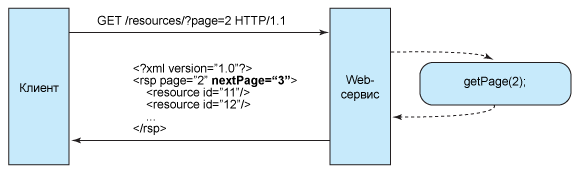 GET /resources/?page=2 HTTP/1.1
Клиент
<?xml version="1.0"?>
<rsp page="2" nextPage=“3”>
<resource id="11"/>
<resource id="12"/>
...
</rsp>
Web-
сервис
getPage(2);